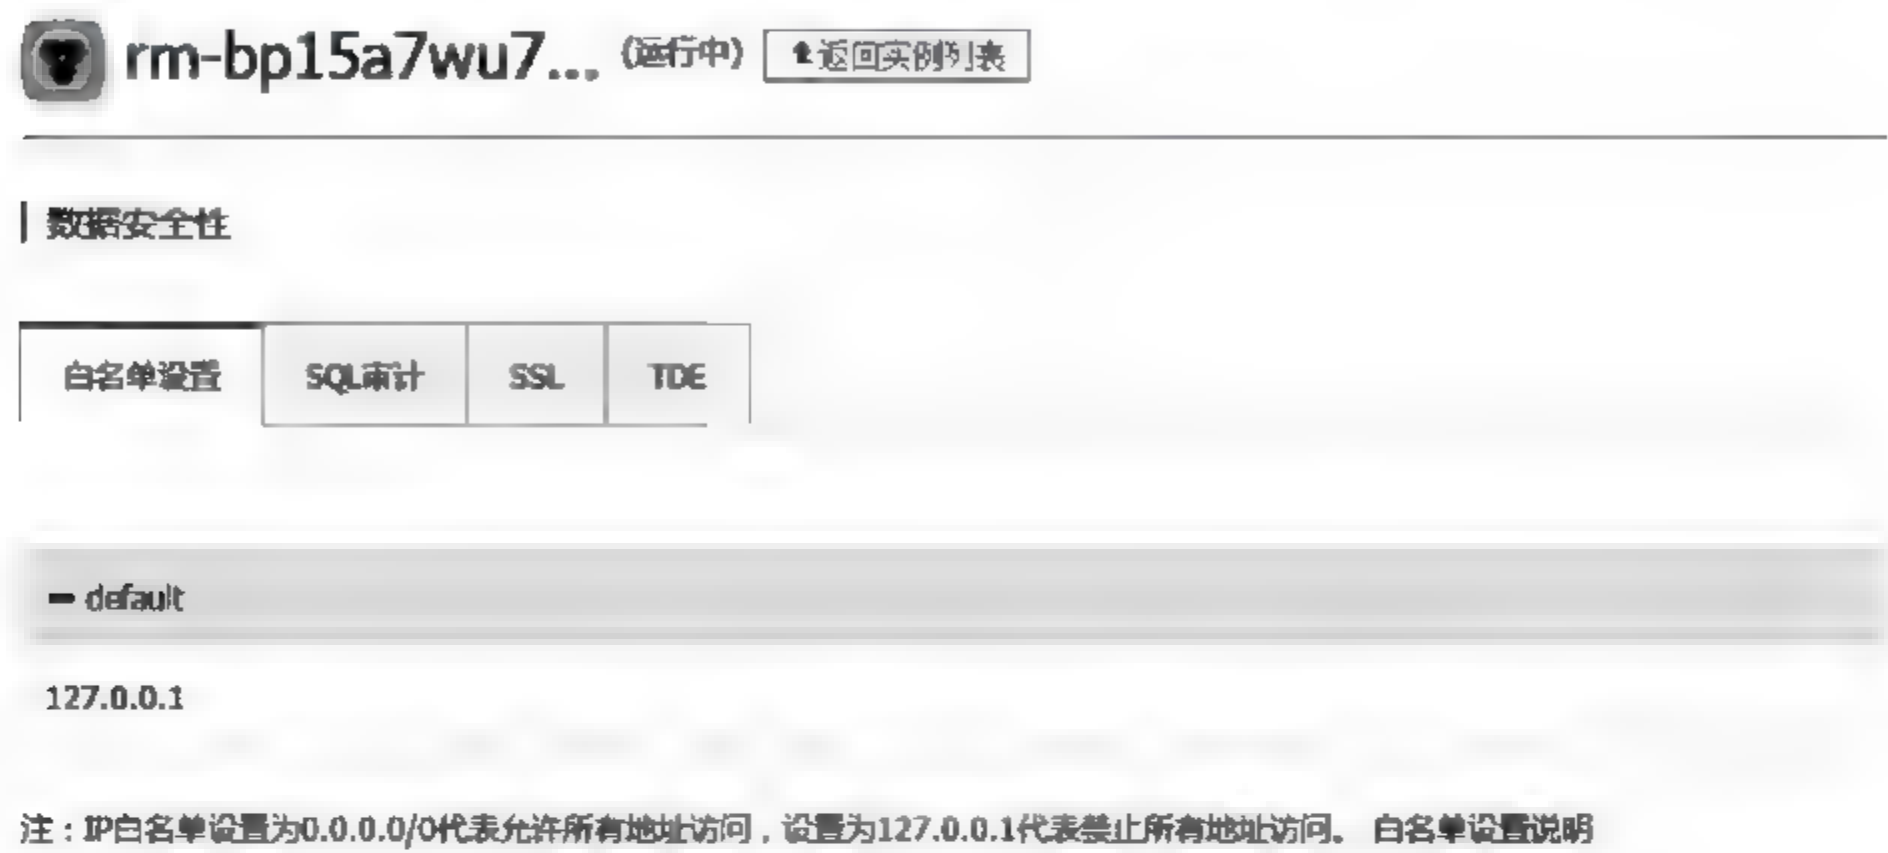 rm-bp15a7wu7... (运行中) 返回实例列表
数据安全性
白名单设置 SQL审计 SSL TDE
default
127.0.0.1
注：IP白名单设置为0.0.0.0/0代表允许所有地址访问，设置为127.0.0.1代表禁止所有地址访问。 白名单设置说明